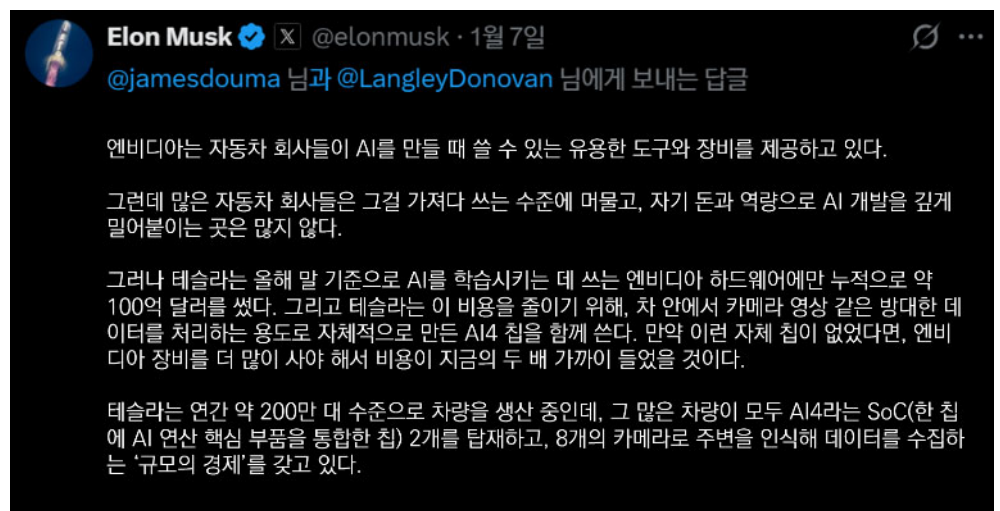 Elon Musk X @elonmusk · 1월 7일
@jamesdouma 님과 @LangleyDonovan 님에게 보내는 답글
엔비디아는 자동차 회사들이 AI를 만들 때 쓸 수 있는 유용한 도구와 장비를 제공하고 있다.
그런데 많은 자동차 회사들은 그걸 가져다 쓰는 수준에 머물고, 자기 돈과 역량으로 AI 개발을 깊게
밀어붙이는 곳은 많지 않다.
그러나 테슬라는 올해 말 기준으로 AI를 학습시키는 데 쓰는 엔비디아 하드웨어에만 누적으로 약
100억 달러를 썼다. 그리고 테슬라는 이 비용을 줄이기 위해, 차 안에서 카메라 영상 같은 방대한 데
이터를 처리하는 용도로 자체적으로 만든 AI4 칩을 함께 쓴다. 만약 이런 자체 칩이 없었다면, 엔비
디아 장비를 더 많이 사야 해서 비용이 지금의 두 배 가까이 들었을 것이다.
테슬라는 연간 약 200만 대 수준으로 차량을 생산 중인데, 그 많은 차량이 모두 AI4라는 SoC(한 칩
에 AI 연산 핵심 부품을 통합한 칩) 2개를 탑재하고, 8개의 카메라로 주변을 인식해 데이터를 수집하
는 ‘규모의 경제’를 갖고 있다.